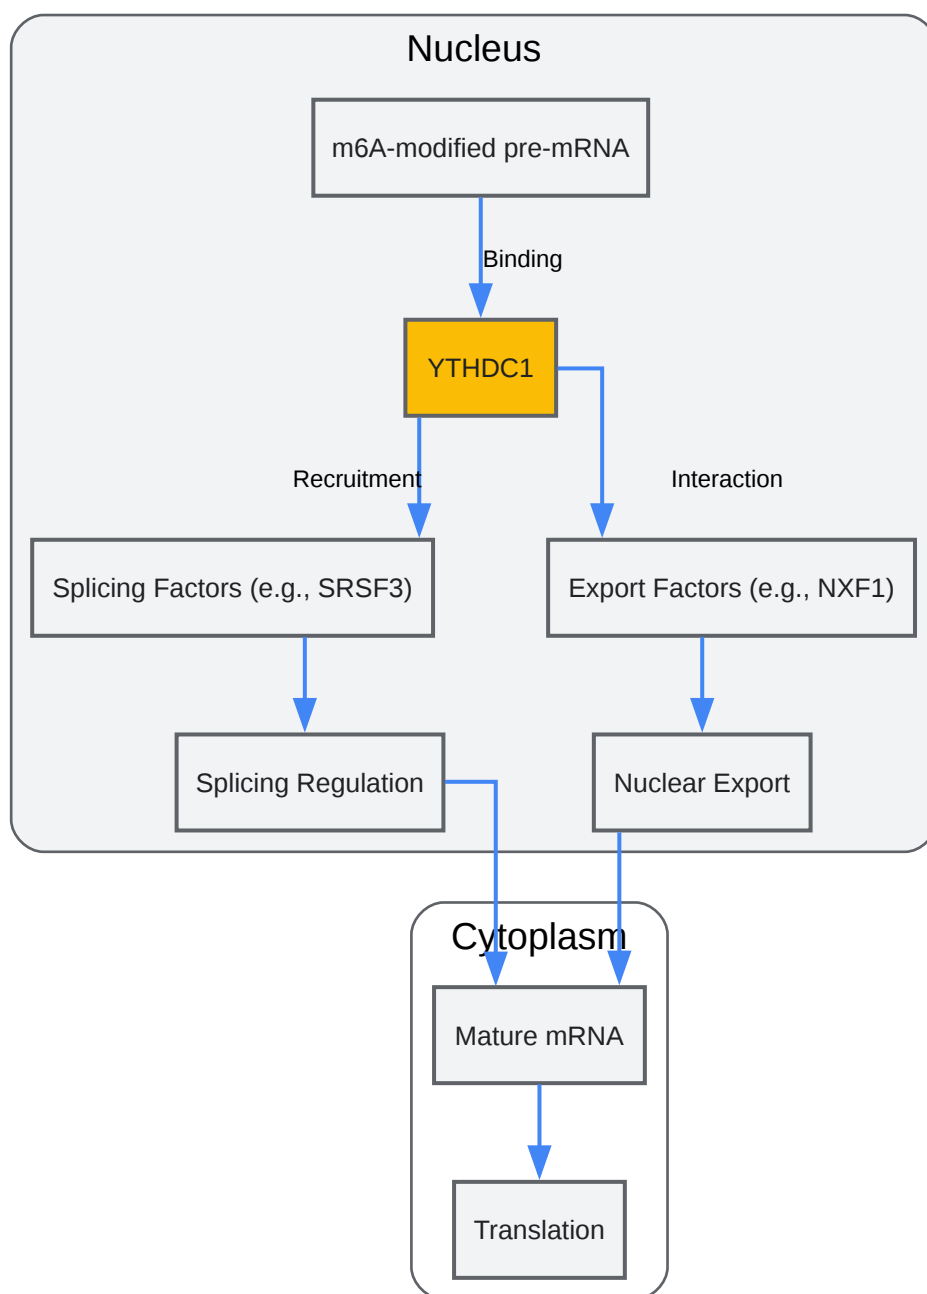 Nucleus
m6A-modified pre-mRNA
Binding
YTHDC1
Recruitment
Interaction
Splicing Factors (e.g., SRSF3)
Export Factors (e.g., NXF1)
Splicing Regulation
Nuclear Export
Cytoplasm
Mature mRNA
Translation